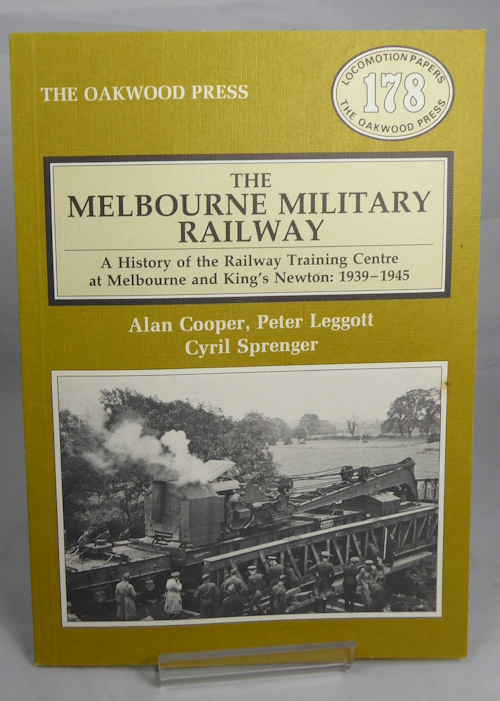 THE OAKWOOD PRESS
LOCOMOTION PAPERS
178
THE OAKWOOD PRESS
THE
MELBOURNE MILITARY
RAILWAY
A History of the Railway Training Centre
at Melbourne and King's Newton: 1939–1945
Alan Cooper, Peter Leggott
Cyril Sprenger